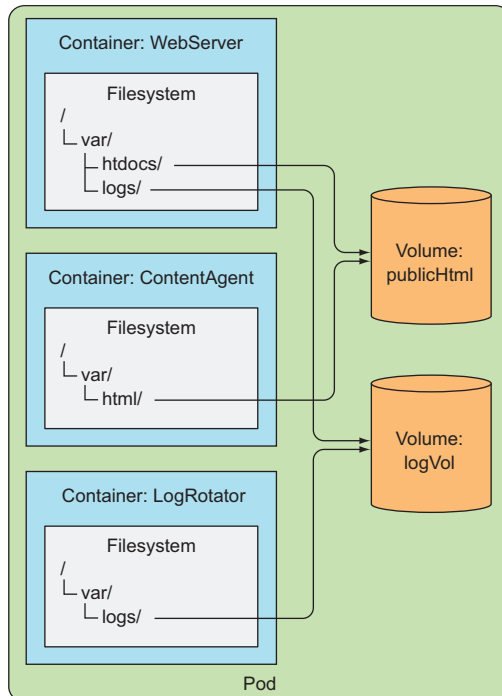 Container: WebServer
Filesystem
/
var/
htdocs/
logs/
Volume:
publicHtml
Container: ContentAgent
Filesystem
/
var/
html/
Volume:
logVol
Container: LogRotator
Filesystem
/
var/
logs/
Pod